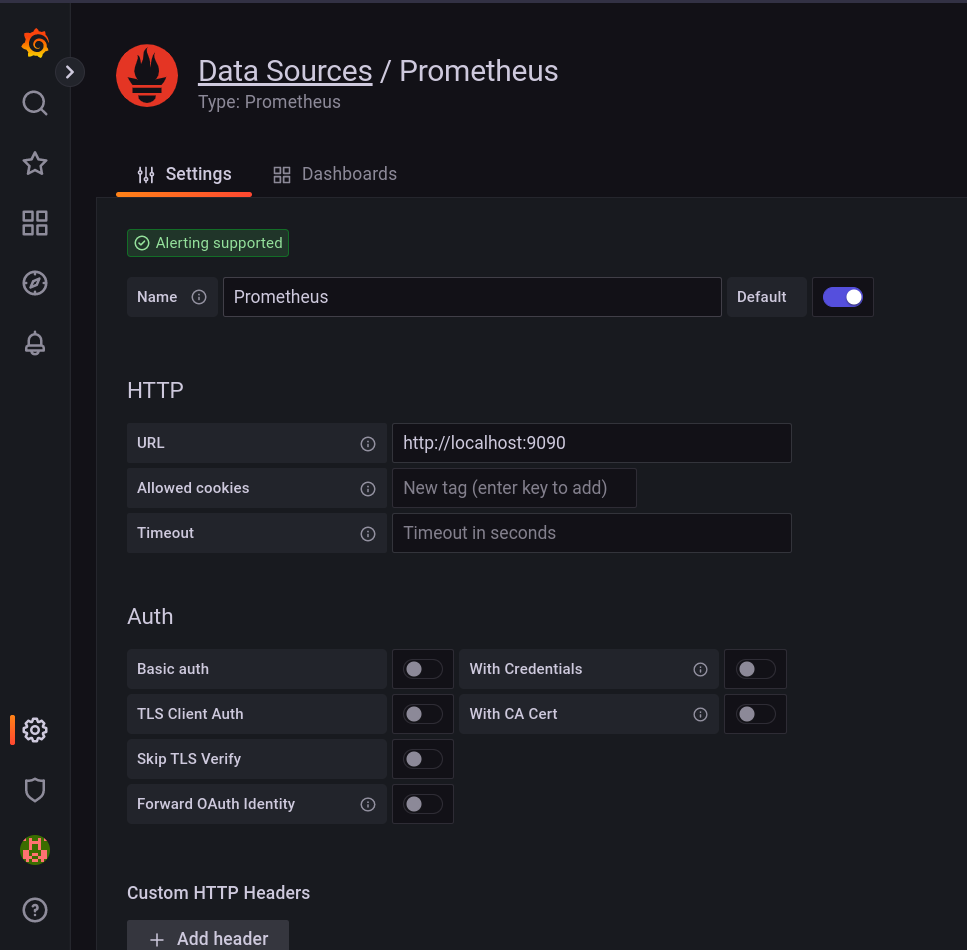 Data Sources / Prometheus
Type: Prometheus
Settings Dashboards
Alerting supported
Name Prometheus Default
HTTP
URL http://localhost:9090
Allowed cookies New tag (enter key to add)
Timeout Timeout in seconds
Auth
Basic auth With Credentials
TLS Client Auth With CA Cert
Skip TLS Verify
Forward OAuth Identity
Custom HTTP Headers
+ Add header